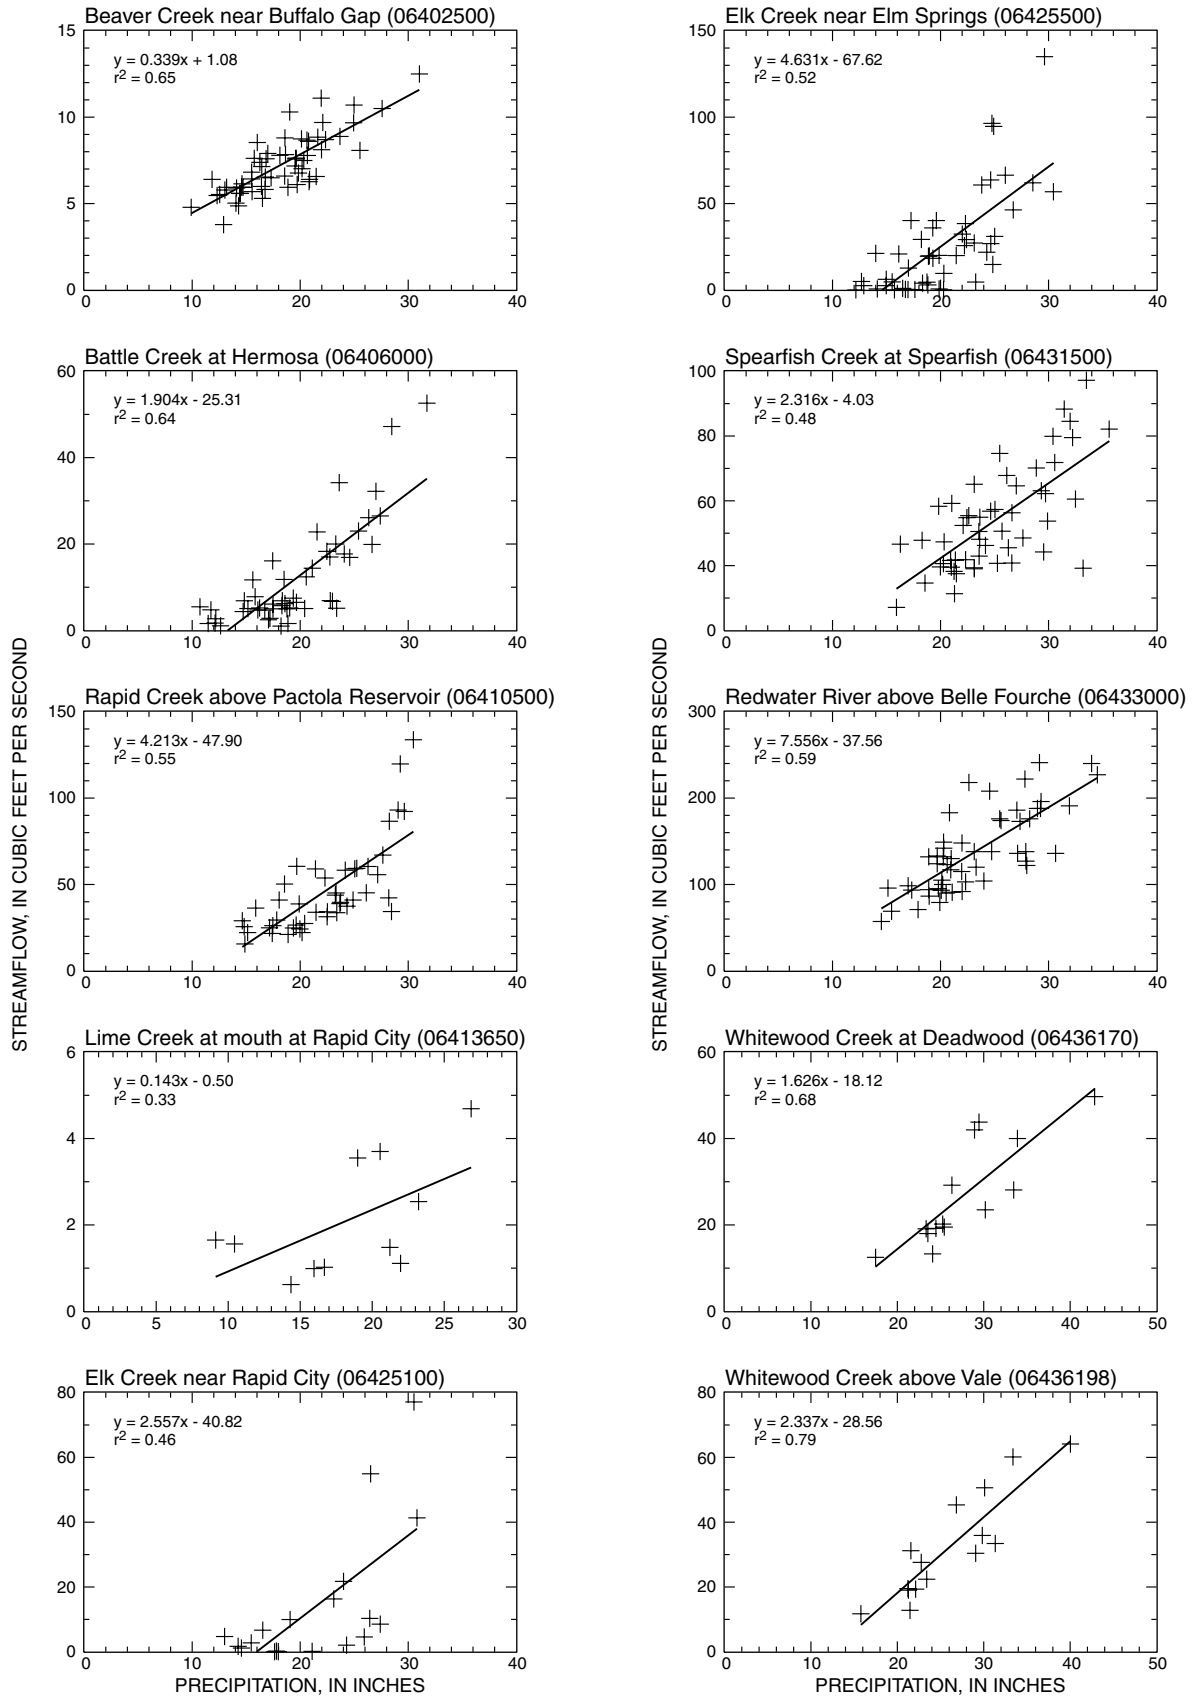 Beaver Creek near Buffalo Gap (06402500)
y = 0.339x + 1.08
r2 = 0.65
15
10
5
0
0 10 20 30 40
Battle Creek at Hermosa (06406000)
y = 1.904x - 25.31
r2 = 0.64
60
40
20
0
0 10 20 30 40
Rapid Creek above Pactola Reservoir (06410500)
y = 4.213x - 47.90
r2 = 0.55
150
100
50
0
0 10 20 30 40
Lime Creek at mouth at Rapid City (06413650)
y = 0.143x - 0.50
r2 = 0.33
6
4
2
0
0 5 10 15 20 25 30
Elk Creek near Rapid City (06425100)
y = 2.557x - 40.82
r2 = 0.46
80
60
40
20
0
0 10 20 30 40
PRECIPITATION, IN INCHES
STREAMFLOW, IN CUBIC FEET PER SECOND
Elk Creek near Elm Springs (06425500)
y = 4.631x - 67.62
r2 = 0.52
150
100
50
0
0 10 20 30 40
Spearfish Creek at Spearfish (06431500)
y = 2.316x - 4.03
r2 = 0.48
100
80
60
40
20
0
0 10 20 30 40
Redwater River above Belle Fourche (06433000)
y = 7.556x - 37.56
r2 = 0.59
300
200
100
0
0 10 20 30 40
Whitewood Creek at Deadwood (06436170)
y = 1.626x - 18.12
r2 = 0.68
60
40
20
0
0 10 20 30 40 50
Whitewood Creek above Vale (06436198)
y = 2.337x - 28.56
r2 = 0.79
80
60
40
20
0
0 10 20 30 40 50
PRECIPITATION, IN INCHES
STREAMFLOW, IN CUBIC FEET PER SECOND